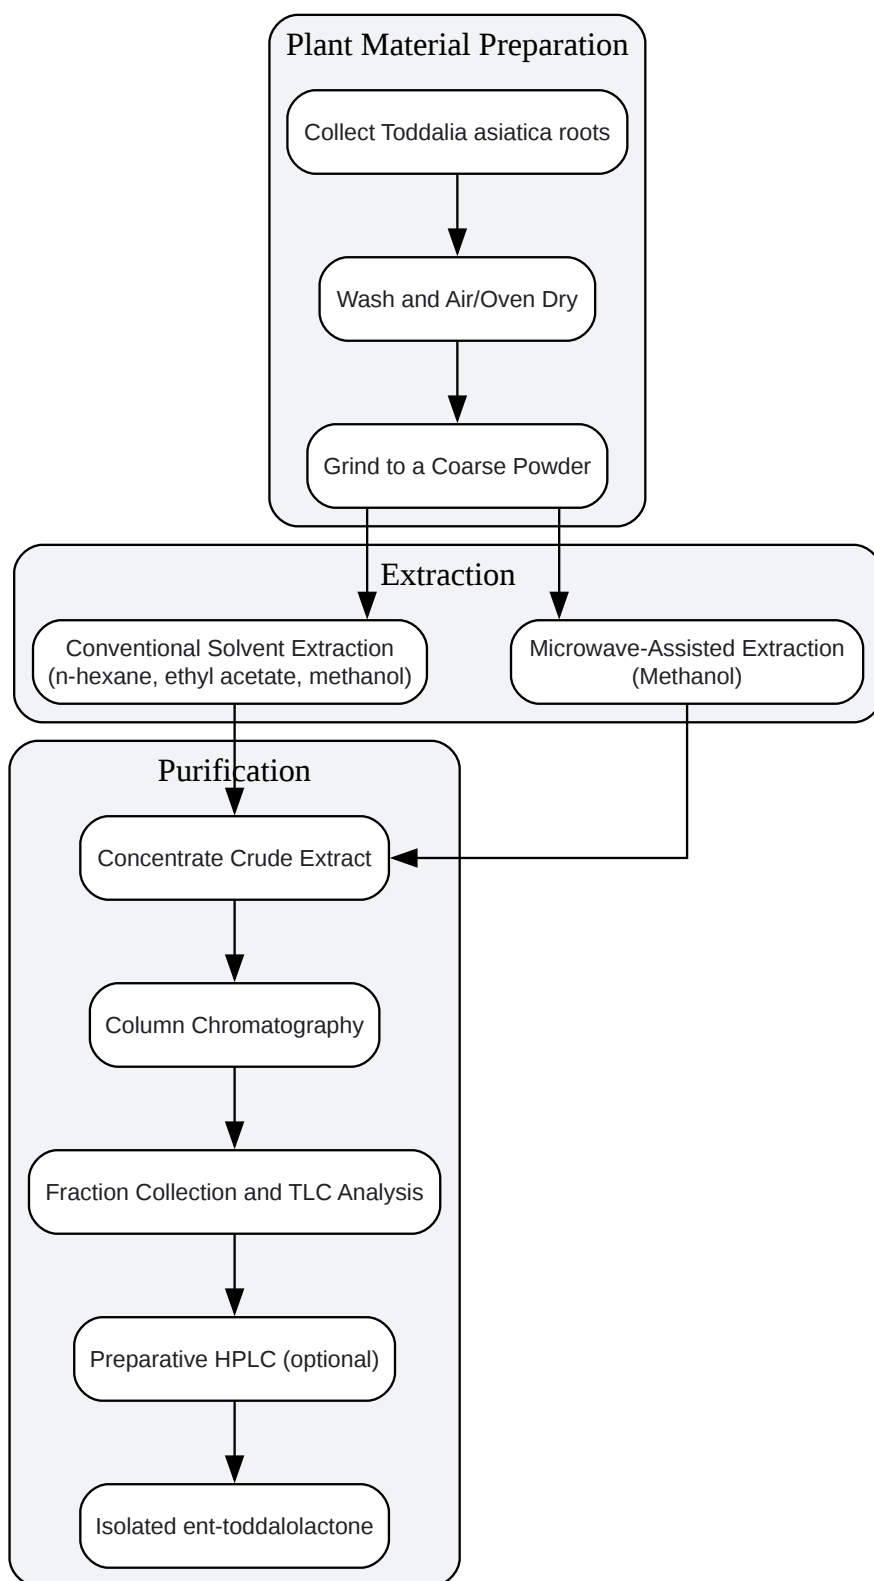 Plant Material Preparation
Collect Toddalia asiatica roots
Wash and Air/Oven Dry
Grind to a Coarse Powder
Extraction
Conventional Solvent Extraction
(n-hexane, ethyl acetate, methanol)
Microwave-Assisted Extraction
(Methanol)
Purification
Concentrate Crude Extract
Column Chromatography
Fraction Collection and TLC Analysis
Preparative HPLC (optional)
Isolated ent-toddalolactone